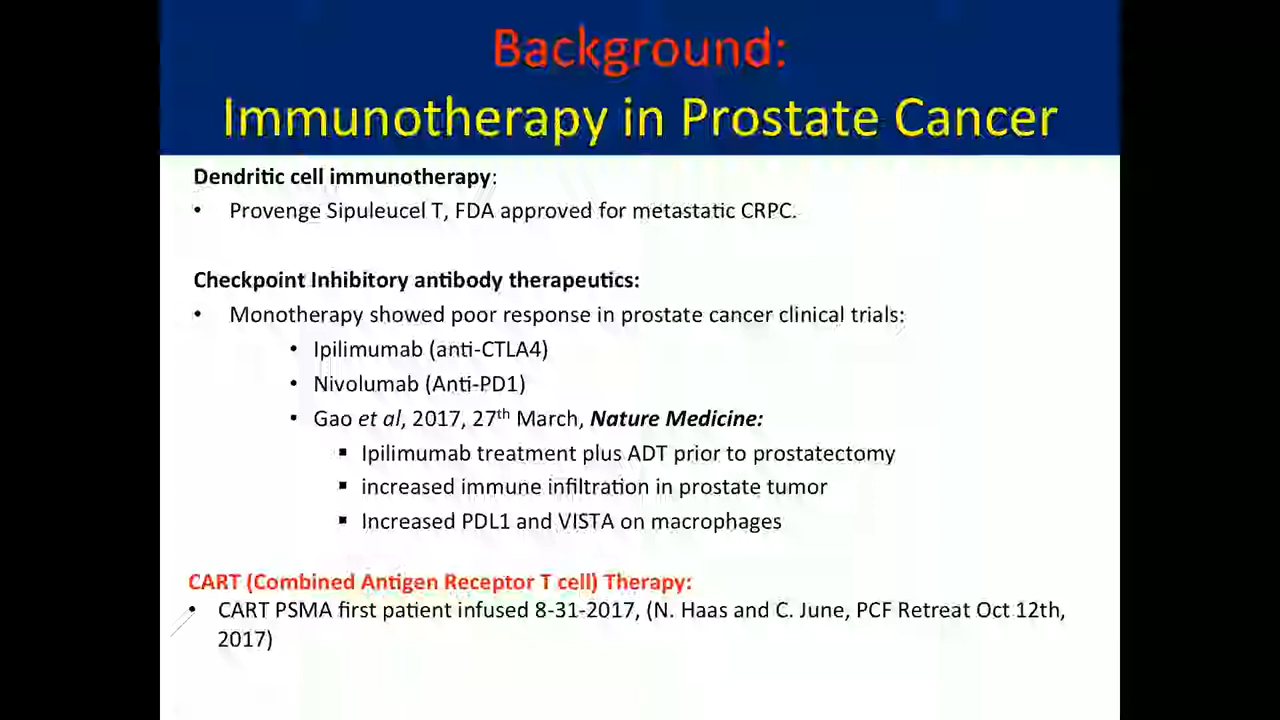 Background:
Immunotherapy in Prostate Cancer
Dendritic cell immunotherapy:
• Provenge Sipuleucel T, FDA approved for metastatic CRPC.
Checkpoint Inhibitory antibody therapeutics:
• Monotherapy showed poor response in prostate cancer clinical trials:
• Ipilimumab (anti-CTLA4)
• Nivolumab (Anti-PD1)
• Gao et al, 2017, 27th March, Nature Medicine:
▪ Ipilimumab treatment plus ADT prior to prostatectomy
▪ increased immune infiltration in prostate tumor
▪ Increased PDL1 and VISTA on macrophages
CART (Combined Antigen Receptor T cell) Therapy:
• CART PSMA first patient infused 8-31-2017, (N. Haas and C. June, PCF Retreat Oct 12th,
2017)